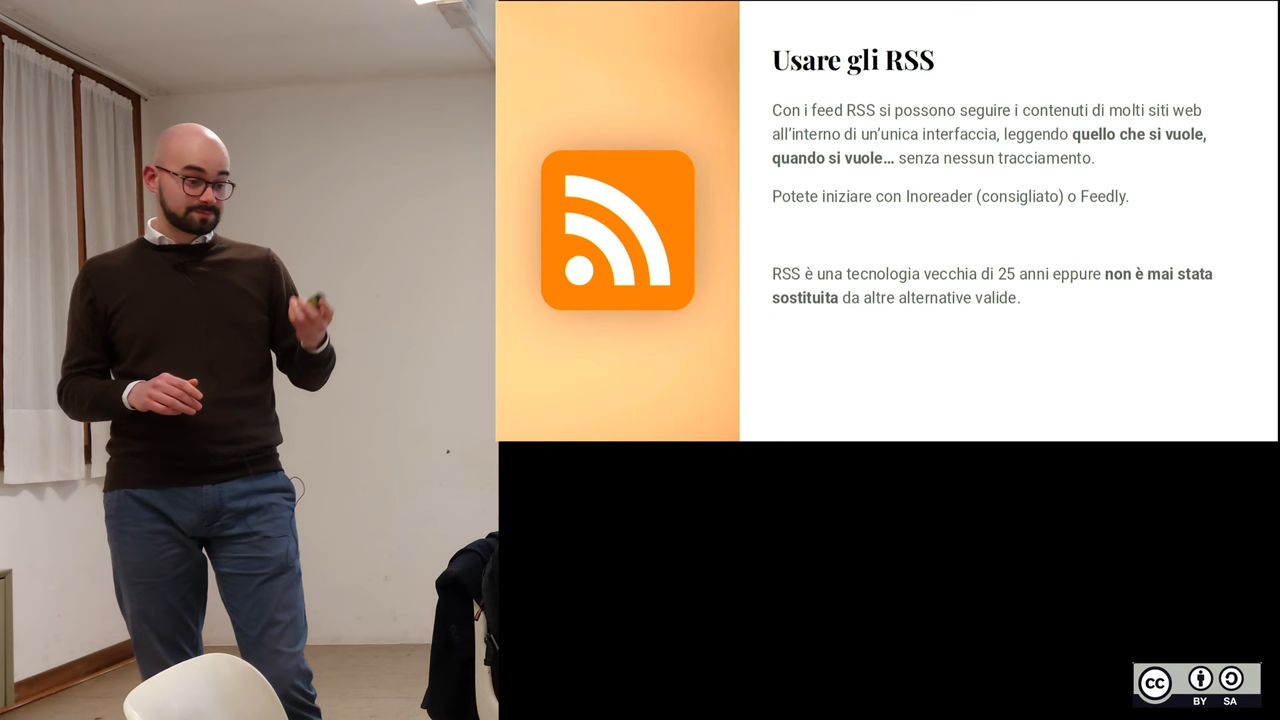 Usare gli RSS
Con i feed RSS si possono seguire i contenuti di molti siti web
all’interno di un’unica interfaccia, leggendo quello che si vuole,
quando si vuole… senza nessun tracciamento.
Potete iniziare con Inoreader (consigliato) o Feedly.
RSS è una tecnologia vecchia di 25 anni eppure non è mai stata
sostituita da altre alternative valide.
cc
BY SA